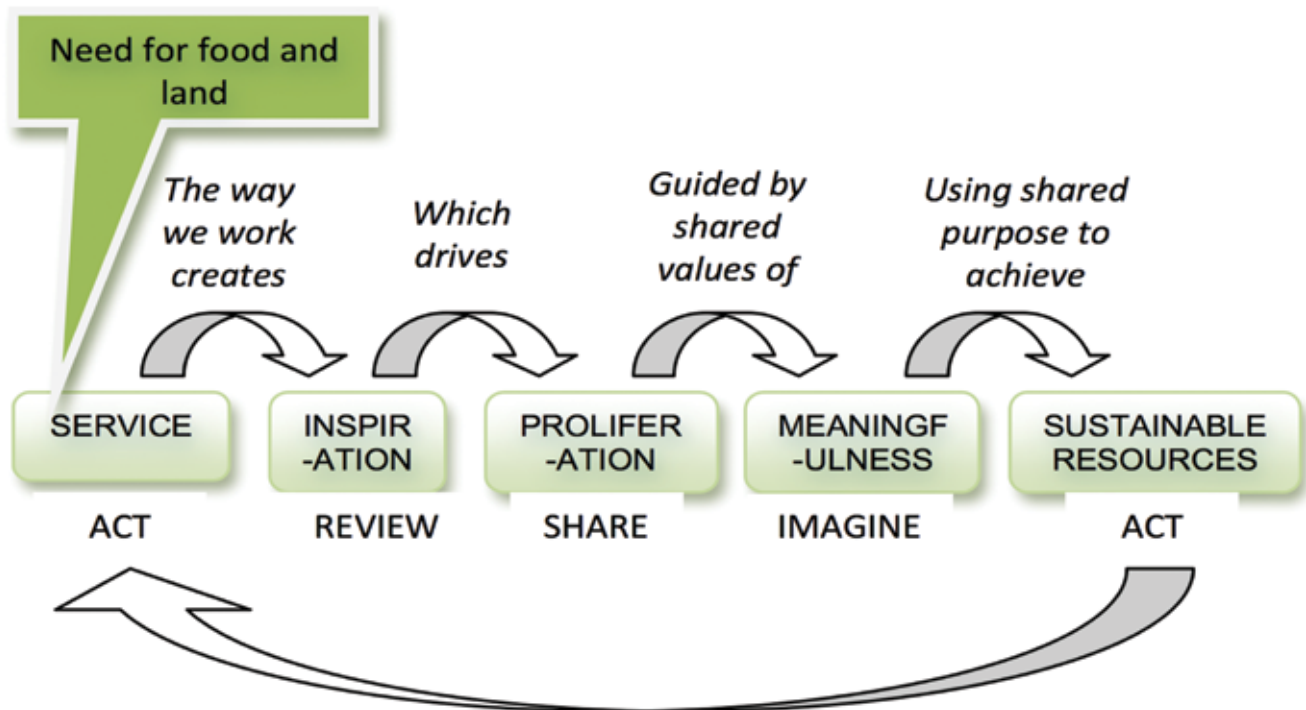 Need for food and
land
The way
we work
creates
Which
drives
Guided by
shared
values of
Using shared
purpose to
achieve
SERVICE
INSPIR
-ATION
PROLIFER
-ATION
MEANINGF
-ULNESS
SUSTAINABLE
RESOURCES
ACT
REVIEW
SHARE
IMAGINE
ACT